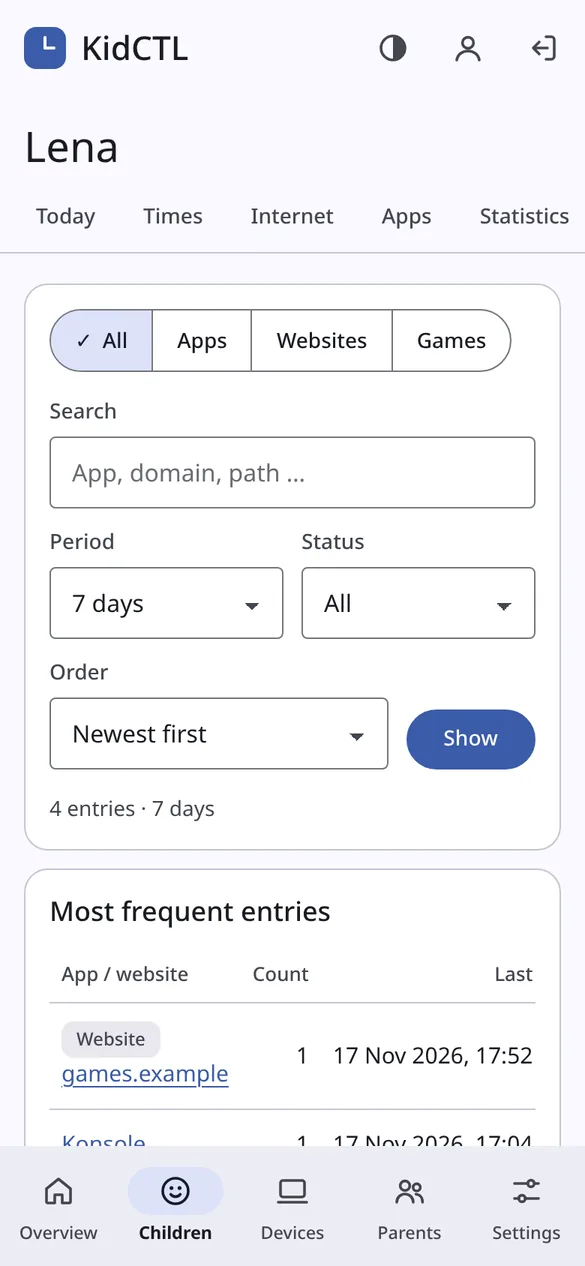 KidCTL
Lena
Today Times Internet Apps Statistics
✓ All Apps Websites Games
Search
App, domain, path ...
Period Status
7 days All
Order
Newest first Show
4 entries · 7 days
Most frequent entries
App / website Count Last
Website
games.example 1 17 Nov 2026, 17:52
Konsole 1 17 Nov 2026, 17:04
Overview Children Devices Parents Settings